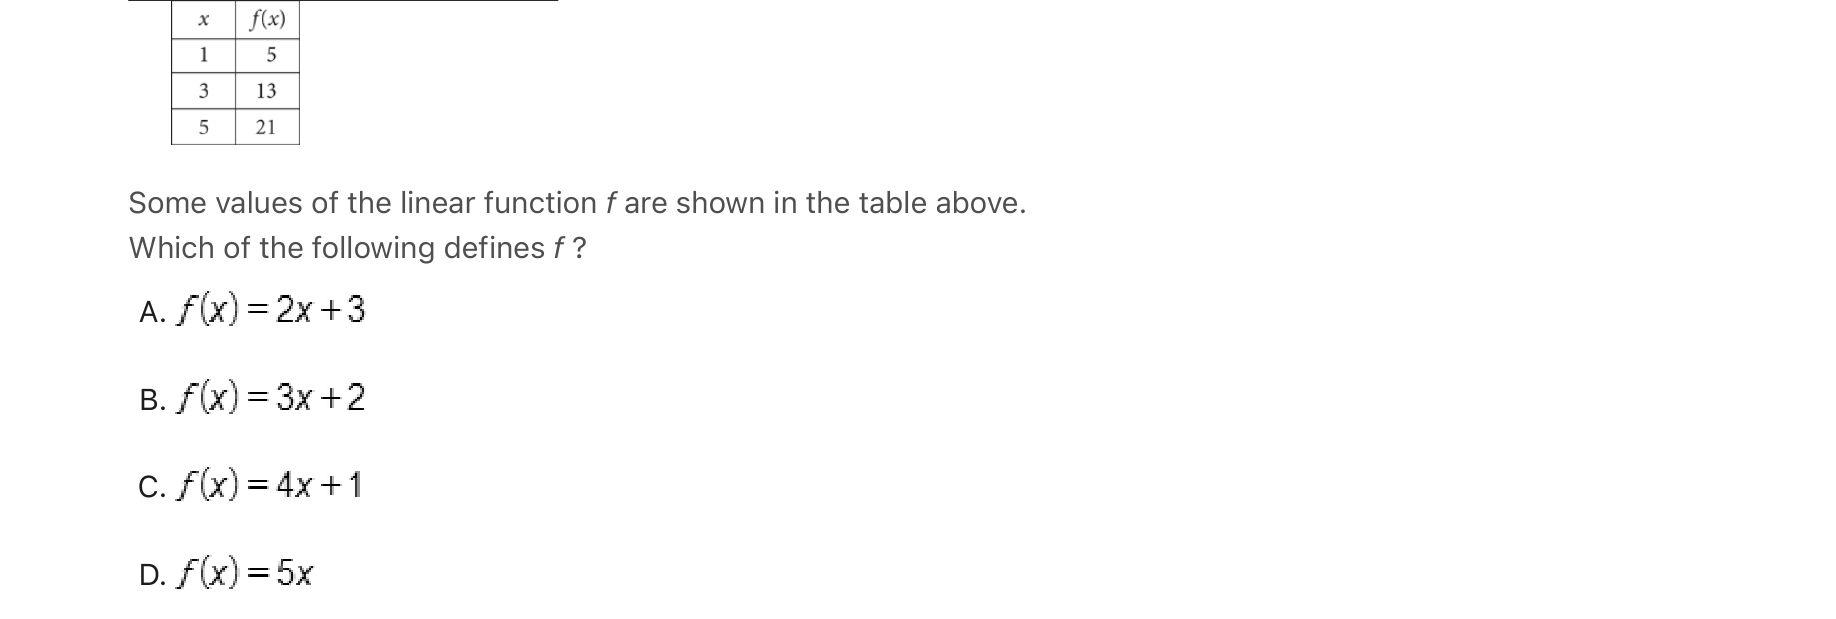 x f(x)
1 5
3 13
5 21
Some values of the linear function f are shown in the table above.
Which of the following defines f ?
A. f(x) = 2x + 3
B. f(x) = 3x + 2
C. f(x) = 4x + 1
D. f(x) = 5x